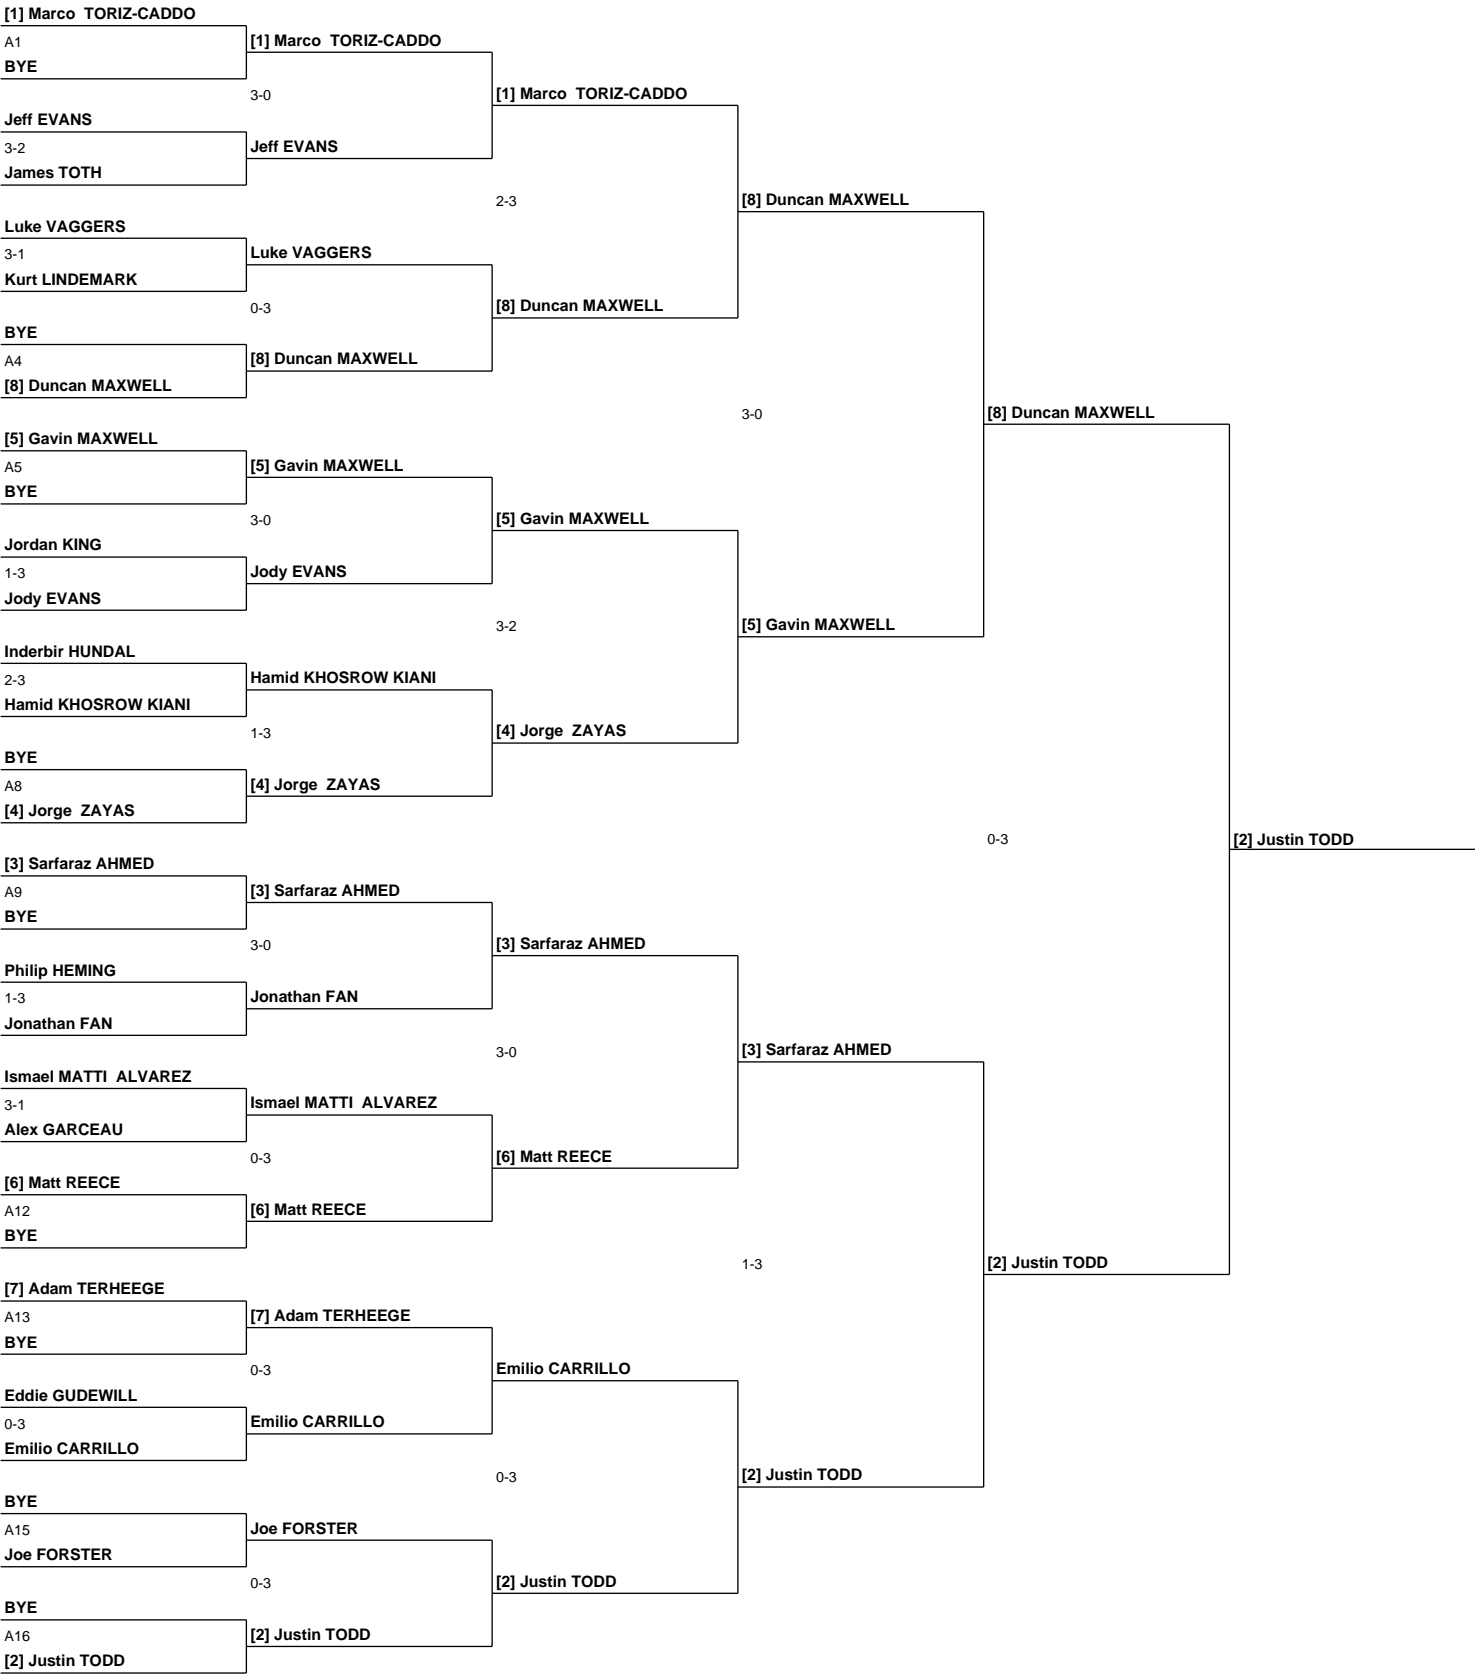 [1] Marco  TORIZ-CADDO
A1
[1] Marco  TORIZ-CADDO
BYE
3-0
[1] Marco  TORIZ-CADDO
Jeff EVANS
3-2
Jeff EVANS
James TOTH
2-3
[8] Duncan MAXWELL
Luke VAGGERS
3-1
Luke VAGGERS
Kurt LINDEMARK
0-3
[8] Duncan MAXWELL
BYE
A4
[8] Duncan MAXWELL
[8] Duncan MAXWELL
3-0
[8] Duncan MAXWELL
[5] Gavin MAXWELL
A5
[5] Gavin MAXWELL
BYE
3-0
[5] Gavin MAXWELL
Jordan KING
1-3
Jody EVANS
Jody EVANS
3-2
[5] Gavin MAXWELL
Inderbir HUNDAL
2-3
Hamid KHOSROW KIANI
Hamid KHOSROW KIANI
1-3
[4] Jorge  ZAYAS
BYE
A8
[4] Jorge  ZAYAS
[4] Jorge  ZAYAS
0-3
[2] Justin TODD
[3] Sarfaraz AHMED
A9
[3] Sarfaraz AHMED
BYE
3-0
[3] Sarfaraz AHMED
Philip HEMING
1-3
Jonathan FAN
Jonathan FAN
3-0
[3] Sarfaraz AHMED
Ismael MATTI  ALVAREZ
3-1
Ismael MATTI  ALVAREZ
Alex GARCEAU
0-3
[6] Matt REECE
[6] Matt REECE
A12
[6] Matt REECE
BYE
1-3
[2] Justin TODD
[7] Adam TERHEEGE
A13
[7] Adam TERHEEGE
BYE
0-3
Emilio CARRILLO
Eddie GUDEWILL
0-3
Emilio CARRILLO
Emilio CARRILLO
0-3
[2] Justin TODD
BYE
A15
Joe FORSTER
Joe FORSTER
0-3
[2] Justin TODD
BYE
A16
[2] Justin TODD
[2] Justin TODD